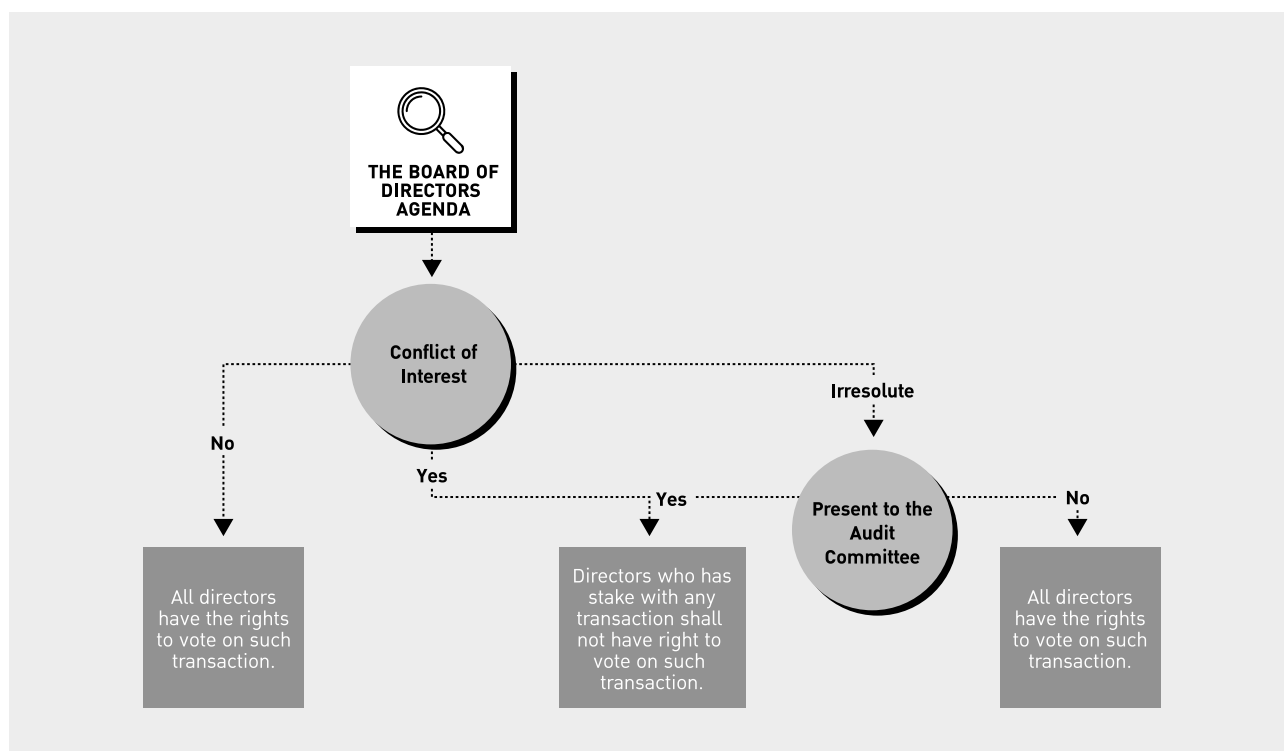 THE BOARD OF
DIRECTORS
AGENDA
Conflict of
Interest
Irresolute
No
Yes
Yes
No
Present to the
Audit
Committee
All directors
have the rights
to vote on such
transaction.
Directors who has
stake with any
transaction shall
not have right to
vote on such
transaction.
All directors
have the rights
to vote on such
transaction.